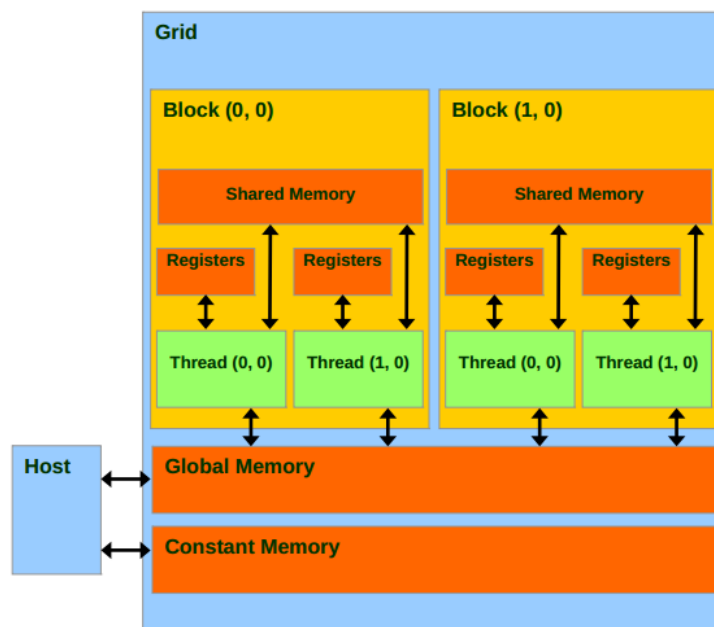 Grid
Block (0, 0)
Block (1, 0)
Shared Memory
Shared Memory
Registers
Registers
Registers
Registers
Thread (0, 0)
Thread (1, 0)
Thread (0, 0)
Thread (1, 0)
Host
Global Memory
Constant Memory